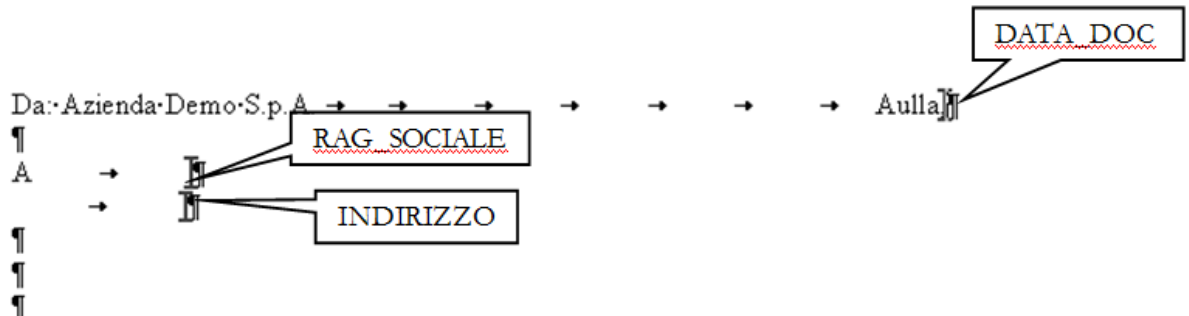 DATA_DOC
Da: Azienda Demo S.p.A. Aulla
RAG_SOCIALE
A
INDIRIZZO